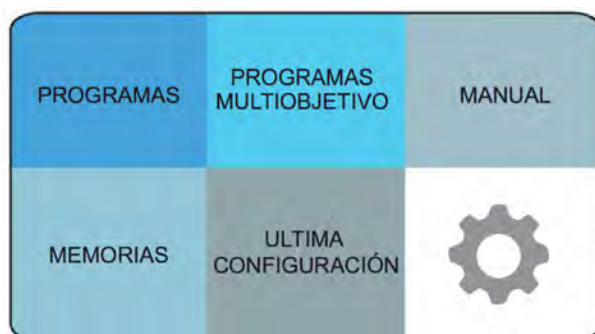 PROGRAMAS
PROGRAMAS
MULTIOBJETIVO
MANUAL
MEMORIAS
ULTIMA
CONFIGURACIÓN